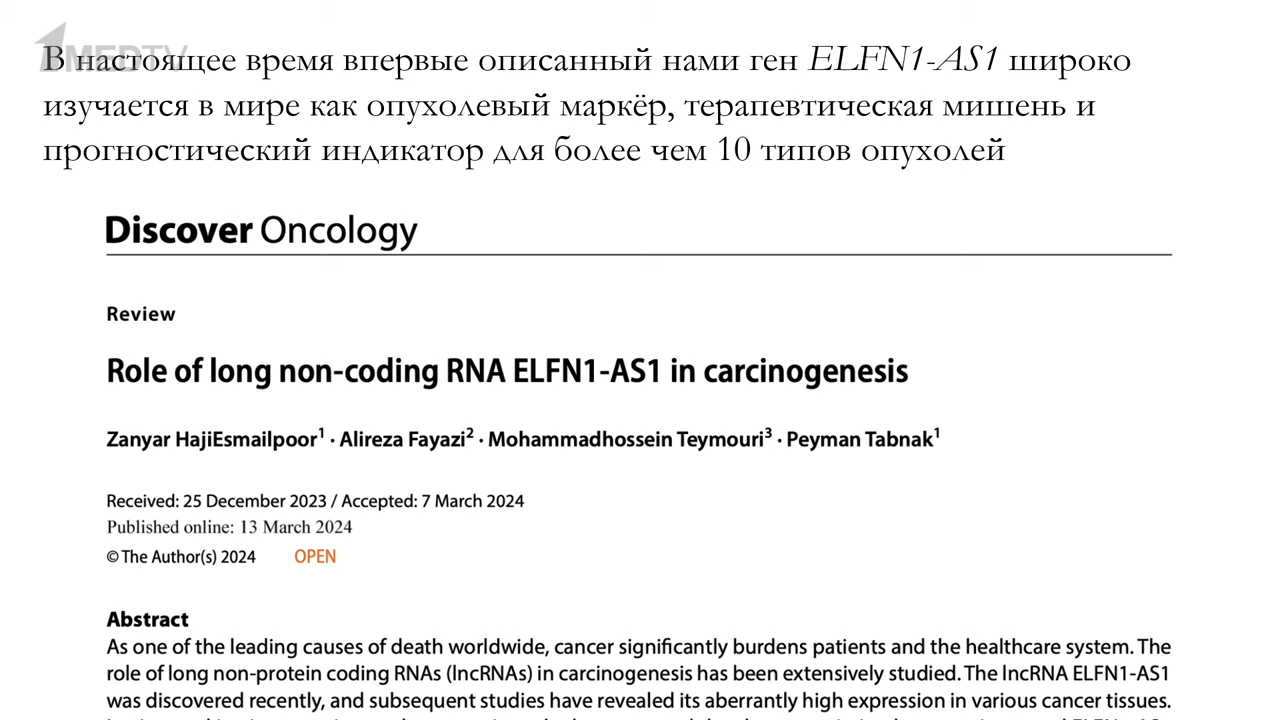 1MEDTV
В настоящее время впервые описанный нами ген ELFN1-AS1 широко
изучается в мире как опухолевый маркёр, терапевтическая мишень и
прогностический индикатор для более чем 10 типов опухолей
Discover Oncology
Review
Role of long non-coding RNA ELFN1-AS1 in carcinogenesis
Zanyar HajiEsmailpoor1 · Alireza Fayazi2 · Mohammadhossein Teymouri3 · Peyman Tabnak1
Received: 25 December 2023 / Accepted: 7 March 2024
Published online: 13 March 2024
© The Author(s) 2024 OPEN
Abstract
As one of the leading causes of death worldwide, cancer significantly burdens patients and the healthcare system. The
role of long non-protein coding RNAs (lncRNAs) in carcinogenesis has been extensively studied. The lncRNA ELFN1-AS1
was discovered recently, and subsequent studies have revealed its aberrantly high expression in various cancer tissues.